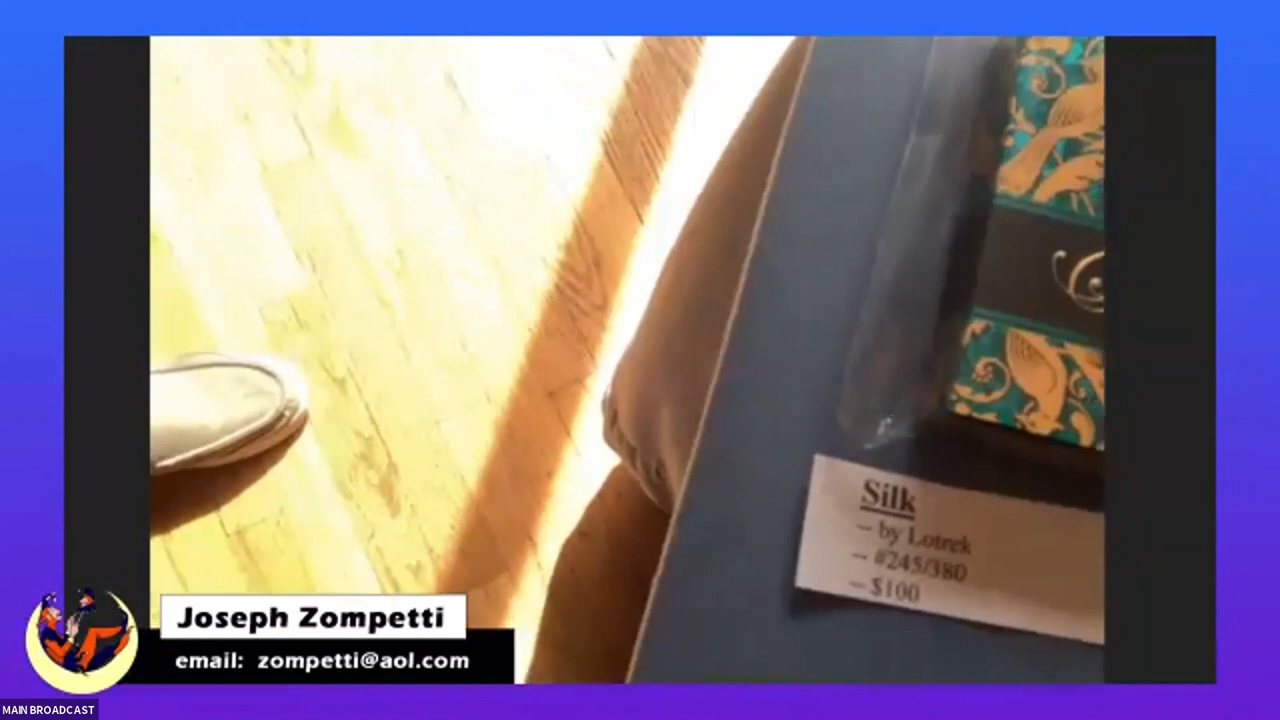 Silk
– by Lotrek
– #245/380
– $100
Joseph Zompetti
email: zompetti@aol.com
MAIN BROADCAST